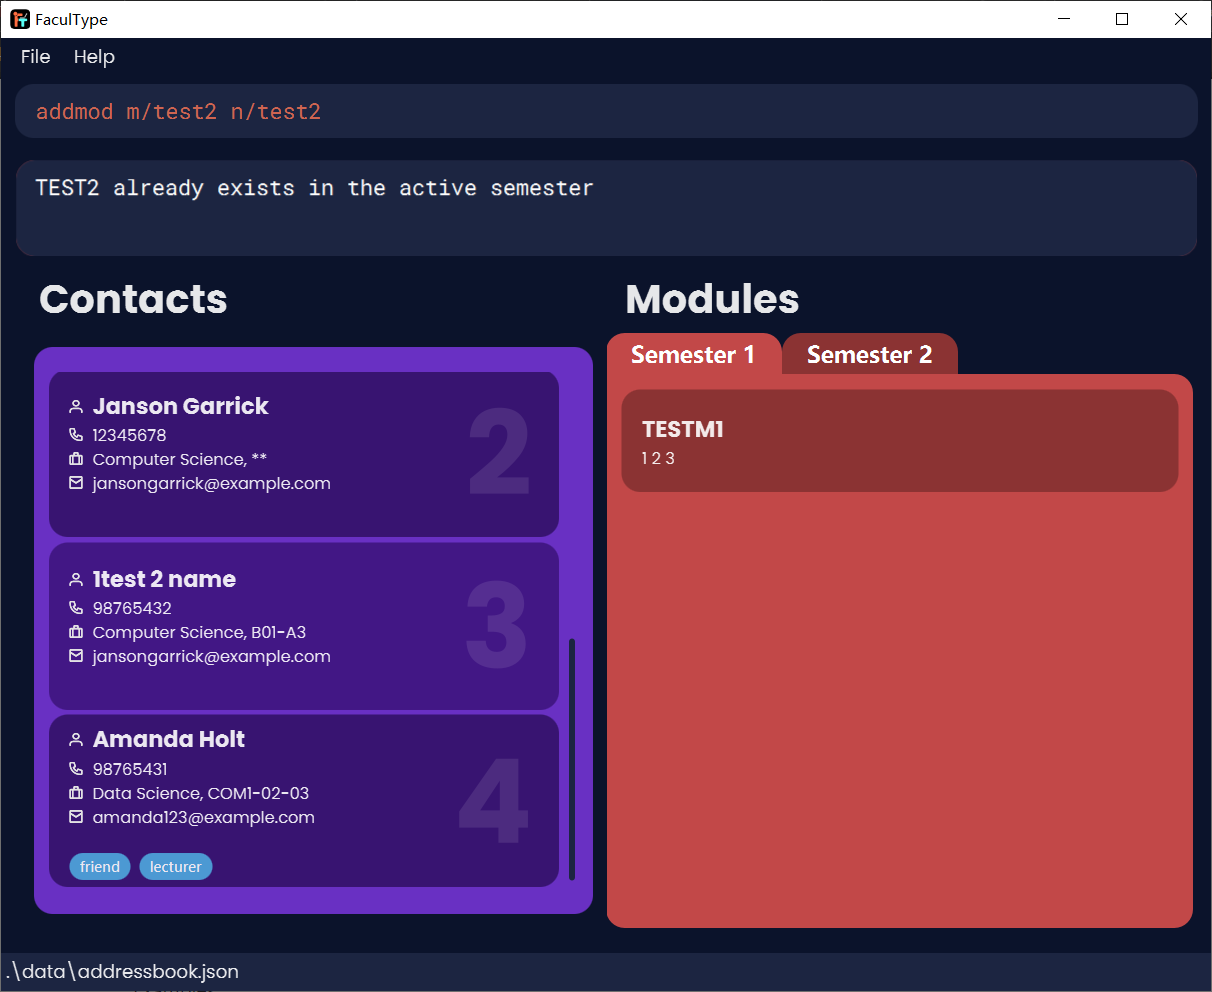 FaculType
File Help
addmod m/test2 n/test2
TEST2 already exists in the active semester
Contacts
Janson Garrick
12345678
Computer Science, **
jansongarrick@example.com
2
1test 2 name
98765432
Computer Science, B01-A3
jansongarrick@example.com
3
Amanda Holt
98765431
Data Science, COM1-02-03
amanda123@example.com
4
friend lecturer
Modules
Semester 1 Semester 2
TESTM1
1 2 3
.\data\addressbook.json